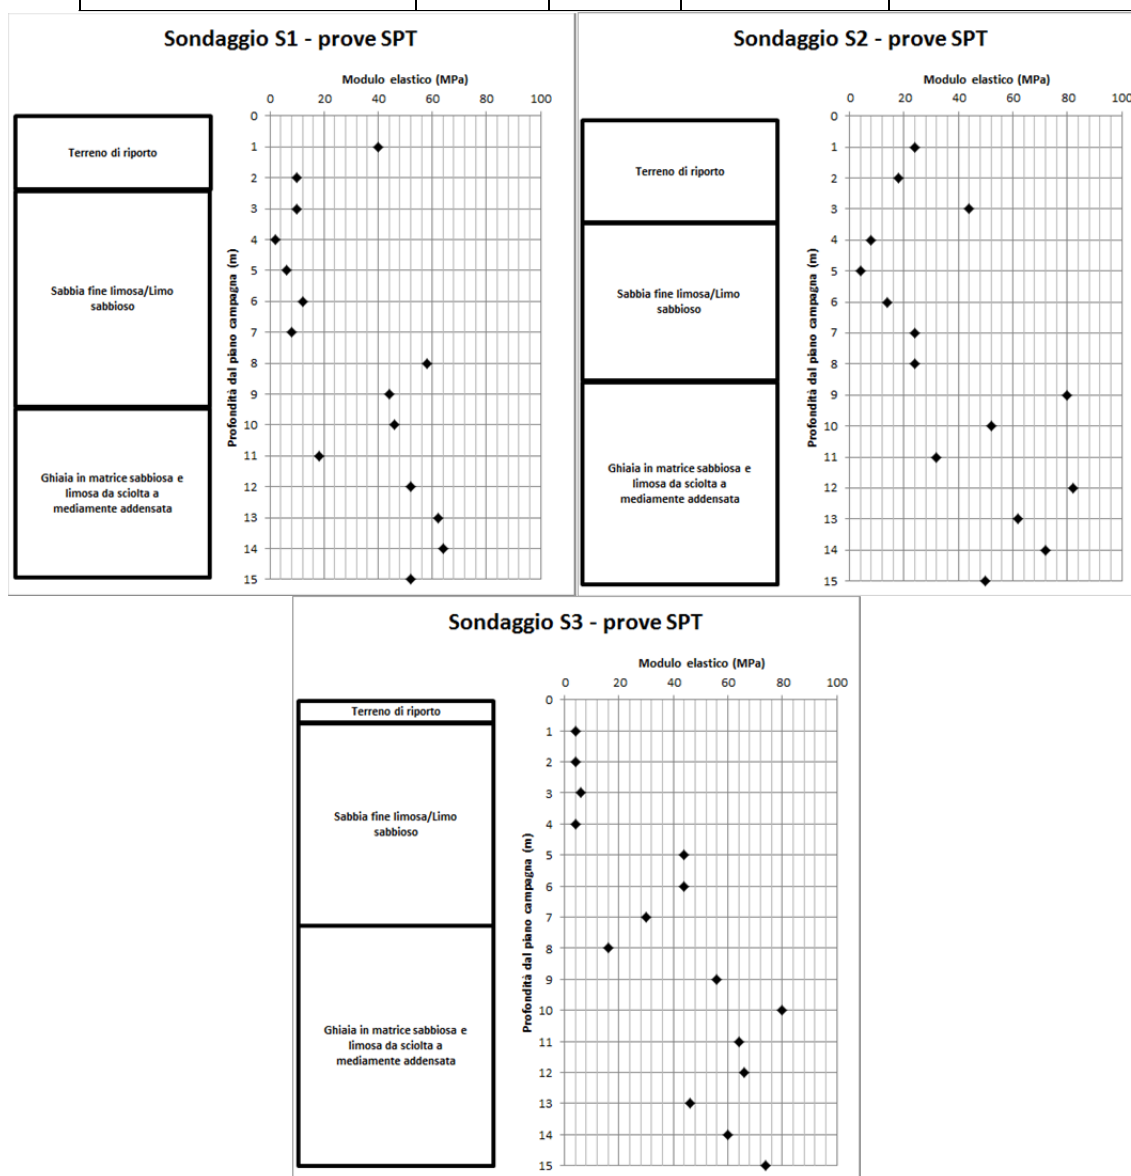 Sondaggio S1 - prove SPT
Modulo elastico (MPa)
0 20 40 60 80 100
Profondità dal piano campagna (m)
0
1
2
3
4
5
6
7
8
9
10
11
12
13
14
15
Terreno di riporto
Sabbia fine limosa/Limo
sabbioso
Ghiaia in matrice sabbiosa e
limosa da sciolta a
mediamente addensata
Sondaggio S2 - prove SPT
Modulo elastico (MPa)
0 20 40 60 80 100
Profondità dal piano campagna (m)
0
1
2
3
4
5
6
7
8
9
10
11
12
13
14
15
Terreno di riporto
Sabbia fine limosa/Limo
sabbioso
Ghiaia in matrice sabbiosa e
limosa da sciolta a
mediamente addensata
Sondaggio S3 - prove SPT
Modulo elastico (MPa)
0 20 40 60 80 100
Profondità dal piano campagna (m)
0
1
2
3
4
5
6
7
8
9
10
11
12
13
14
15
Terreno di riporto
Sabbia fine limosa/Limo
sabbioso
Ghiaia in matrice sabbiosa e
limosa da sciolta a
mediamente addensata